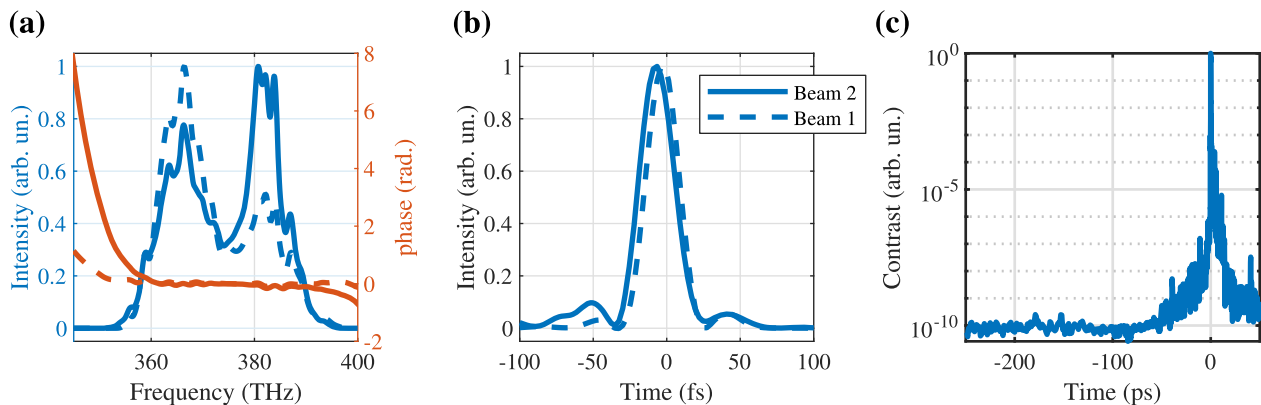 (a)
Intensity (arb. un.)
1
0.8
0.6
0.4
0.2
0
360
380
400
Frequency (THz)
8
6
4
2
0
-2
phase (rad.)
(b)
Intensity (arb. un.)
1
0.8
0.6
0.4
0.2
0
-100
-50
0
50
100
Time (fs)
Beam 2
Beam 1
(c)
Contrast (arb. un.)
10^0
10^-5
10^-10
-200
-100
0
Time (ps)